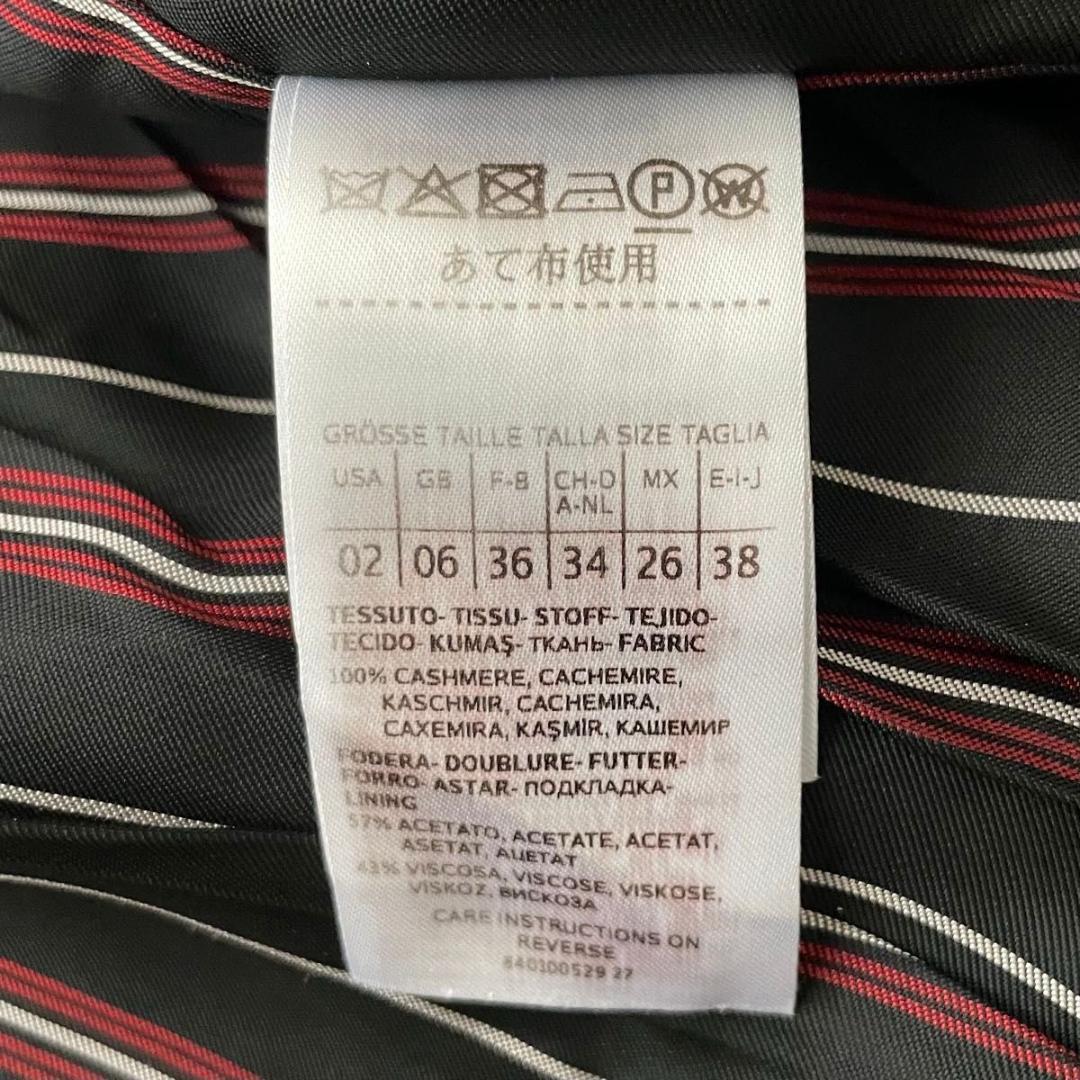 P
W
あて布使用
GRÖSSE TAILLE TALLA SIZE TAGLIA
USA GB F-B CH-D MX E-I-J
A-NL
02 06 36 34 26 38
TESSUTO- TISSU- STOFF- TEJIDO-
TECIDO- KUMAŞ- ТКАНЬ- FABRIC
100% CASHMERE, CACHEMIRE,
KASCHMIR, CACHEMIRA,
CAXEMIRA, KAŞMİR, КАШЕМИР
FODERA- DOUBLURE- FUTTER-
FORRO- ASTAR- ПОДКЛАДКА-
LINING
57% ACETATO, ACETATE, ACETAT,
ASETAT, АЦЕТАТ
43% VISCOSA, VISCOSE, VISKOSE,
VISKOZ, ВИСКОЗА
CARE INSTRUCTIONS ON
REVERSE
840100529 27